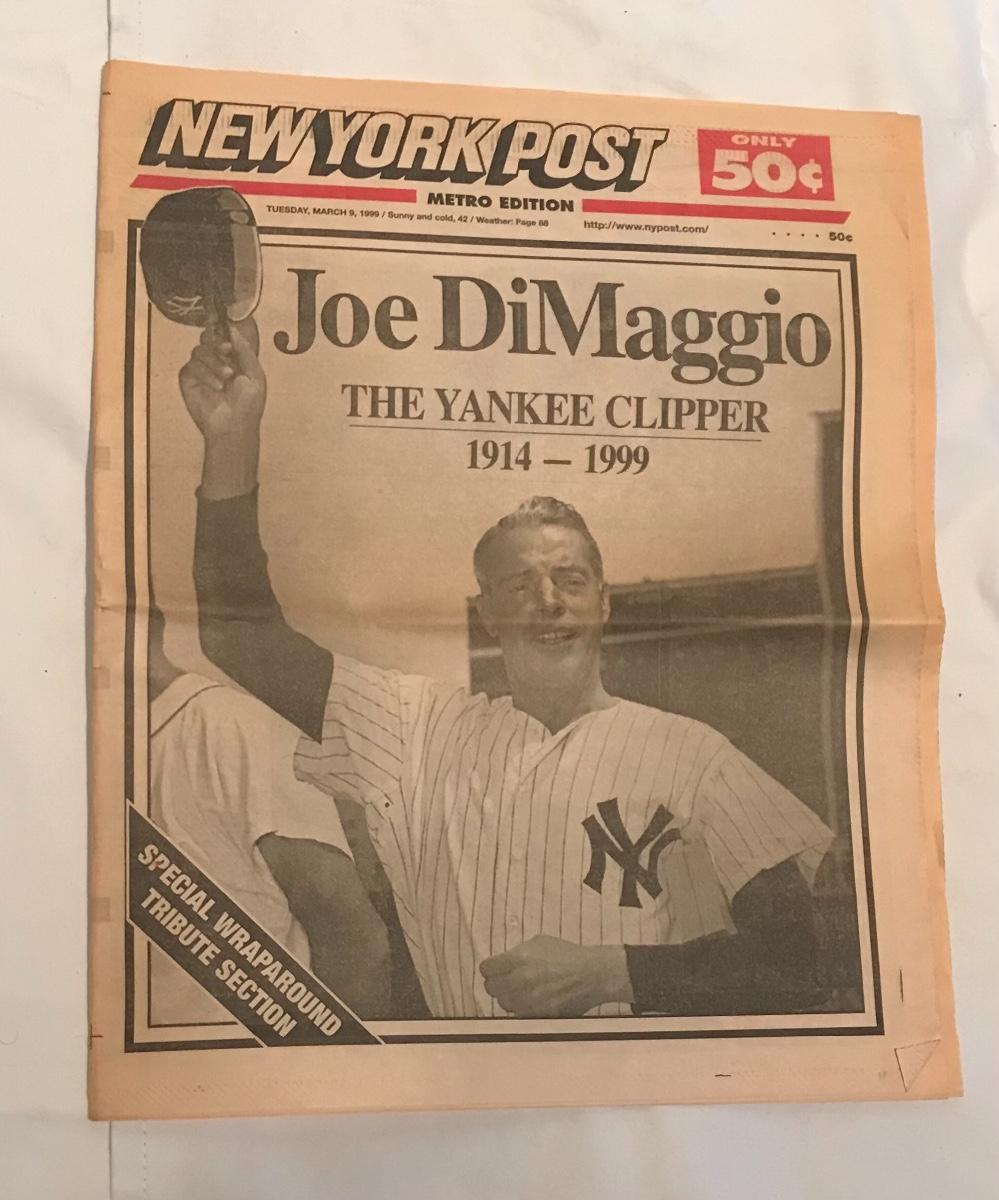 NEW YORK POST
ONLY
50¢
METRO EDITION
TUESDAY, MARCH 9, 1999 / Sunny and cold, 42 / Weather: Page 68
http://www.nypost.com/
50¢
Joe DiMaggio
THE YANKEE CLIPPER
1914 — 1999
NY
SPECIAL WRAPAROUND
TRIBUTE SECTION